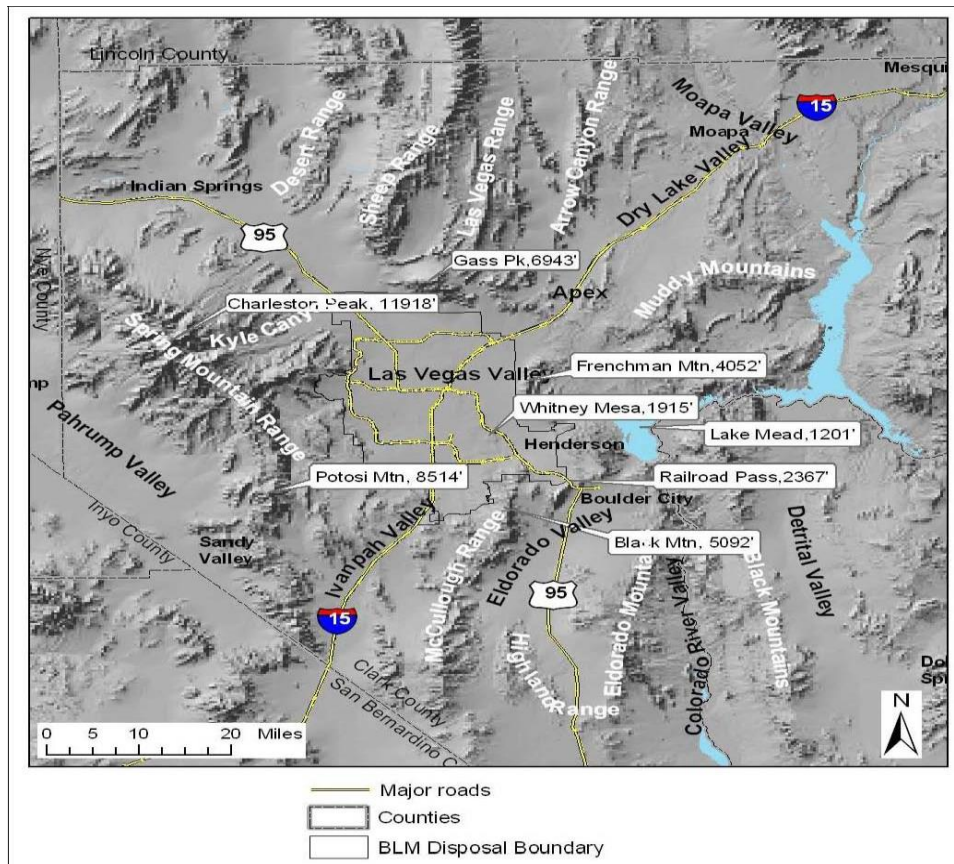 Lincoln County
Mesqui
Moapa Valley
15
Moapa
Desert Range
Sheep Range
Las Vegas Range
Arrow Canyon Range
Dry Lake Valley
Indian Springs
95
Nye County
Gass Pk,6943'
Apex
Muddy Mountains
Charleston Peak, 11918'
Kyle Cany
Spring Mountain Range
Las Vegas Valley
Frenchman Mtn,4052'
mp
Whitney Mesa, 1915'
Pahrump Valley
Henderson
Lake Mead,1201'
Potosi Mtn, 8514'
Railroad Pass,2367'
Boulder City
Inyo County
Sandy
Valley
Ivanpah Valley
McCullough Range
Eldorado Valley
Black Mtn, 5092'
Detrital Valley
95
15
Highland
Range
Eldorado Mountains
Colorado River Valley
Black Mountains
Clark County
San Bernardino C
Do
Spr
N
0 5 10 20 Miles
Major roads
Counties
BLM Disposal Boundary